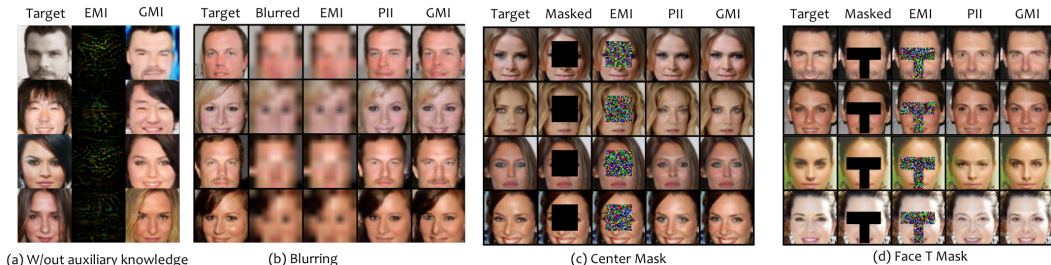 Target EMI GMI
Target Blurred EMI PII GMI
Target Masked EMI PII GMI
Target Masked EMI PII GMI
(a) W/out auxiliary knowledge
(b) Blurring
(c) Center Mask
(d) Face T Mask